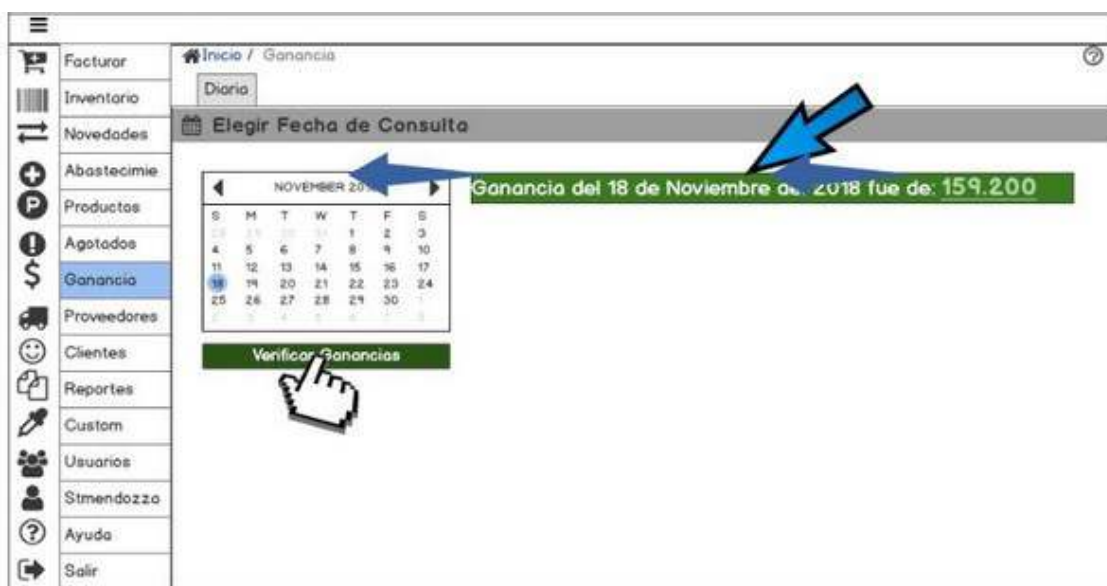 Facturar
Inventario
Novedades
Abastecimie
Productos
Agotados
Ganancia
Proveedores
Clientes
Reportes
Custom
Usuarios
Stmendozza
Ayuda
Salir
Inicio / Ganancia
Diario
Elegir Fecha de Consulta
NOVEMBER
S M T W T F S
1 2 3
4 5 6 7 8 9 10
11 12 13 14 15 16 17
18 19 20 21 22 23 24
25 26 27 28 29 30
Verificar Ganancias
Ganancia del 18 de Noviembre 2018 fue de: 159.200